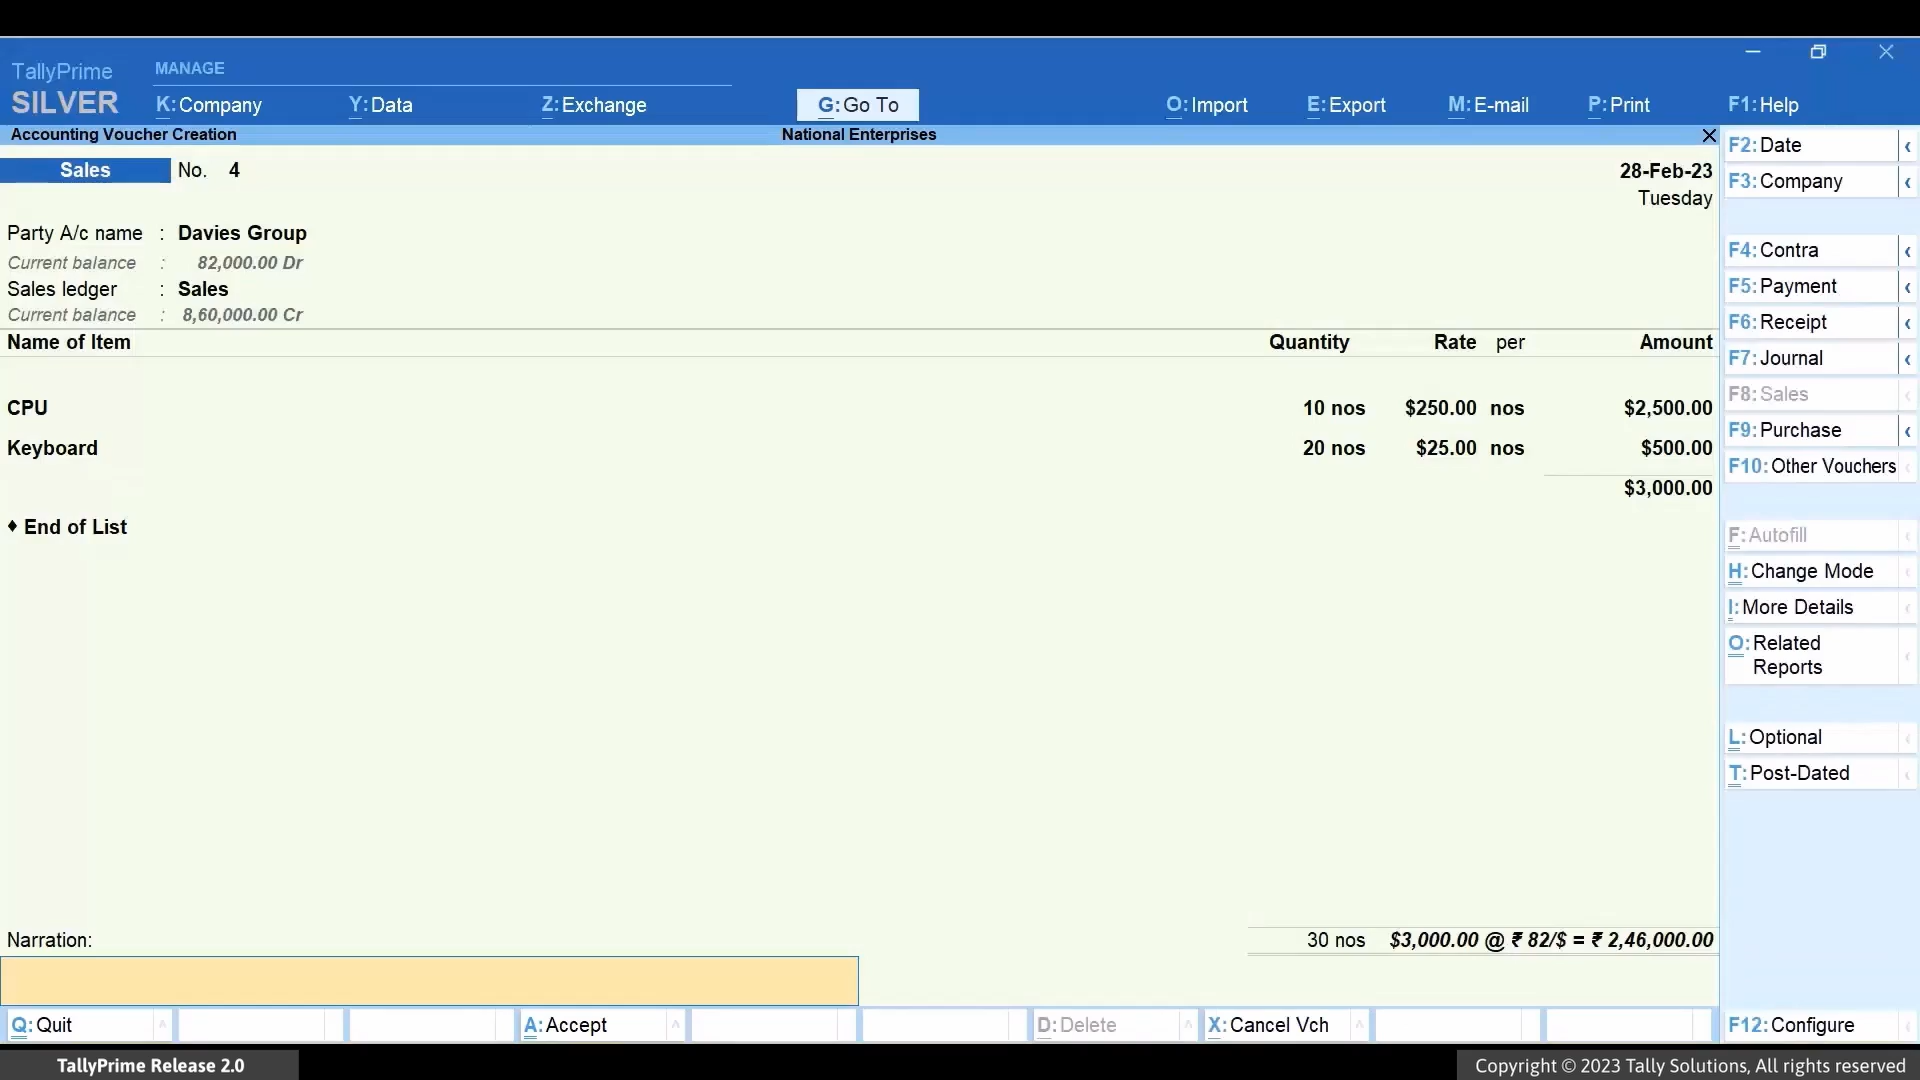 TallyPrime
SILVER
MANAGE
K: Company Y: Data Z: Exchange G: Go To O: Import E: Export M: E-mail P: Print F1: Help
Accounting Voucher Creation National Enterprises
Sales No. 4 28-Feb-23
Tuesday
Party A/c name : Davies Group
Current balance : 82,000.00 Dr
Sales ledger : Sales
Current balance : 8,60,000.00 Cr
Name of Item Quantity Rate per Amount
CPU 10 nos $250.00 nos $2,500.00
Keyboard 20 nos $25.00 nos $500.00
$3,000.00
♦ End of List
Narration: 30 nos $3,000.00 @ ₹ 82/$ = ₹ 2,46,000.00
F2: Date
F3: Company
F4: Contra
F5: Payment
F6: Receipt
F7: Journal
F8: Sales
F9: Purchase
F10: Other Vouchers
F: Autofill
H: Change Mode
I: More Details
O: Related
Reports
L: Optional
T: Post-Dated
F12: Configure
Q: Quit A: Accept D: Delete X: Cancel Vch
TallyPrime Release 2.0 Copyright © 2023 Tally Solutions, All rights reserved